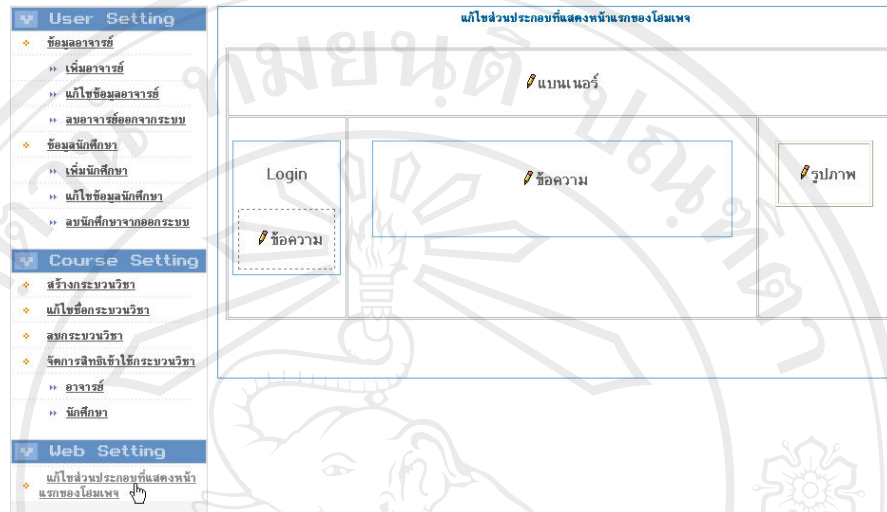 User Setting
ข้อมูลอาจารย์
เพิ่มอาจารย์
แก้ไขข้อมูลอาจารย์
ลบอาจารย์ออกจากระบบ
ข้อมูลนักศึกษา
เพิ่มนักศึกษา
แก้ไขข้อมูลนักศึกษา
ลบนักศึกษาจากออกระบบ
Course Setting
สร้างกระบวนวิชา
แก้ไขชื่อกระบวนวิชา
ลบกระบวนวิชา
จัดการสิทธิเข้าใช้กระบวนวิชา
อาจารย์
นักศึกษา
Web Setting
แก้ไขส่วนประกอบที่แสดงหน้า
แรกของโฮมเพจ
แก้ไขส่วนประกอบที่แสดงหน้าแรกของโฮมเพจ
แบนเนอร์
Login
ข้อความ
ข้อความ
รูปภาพ